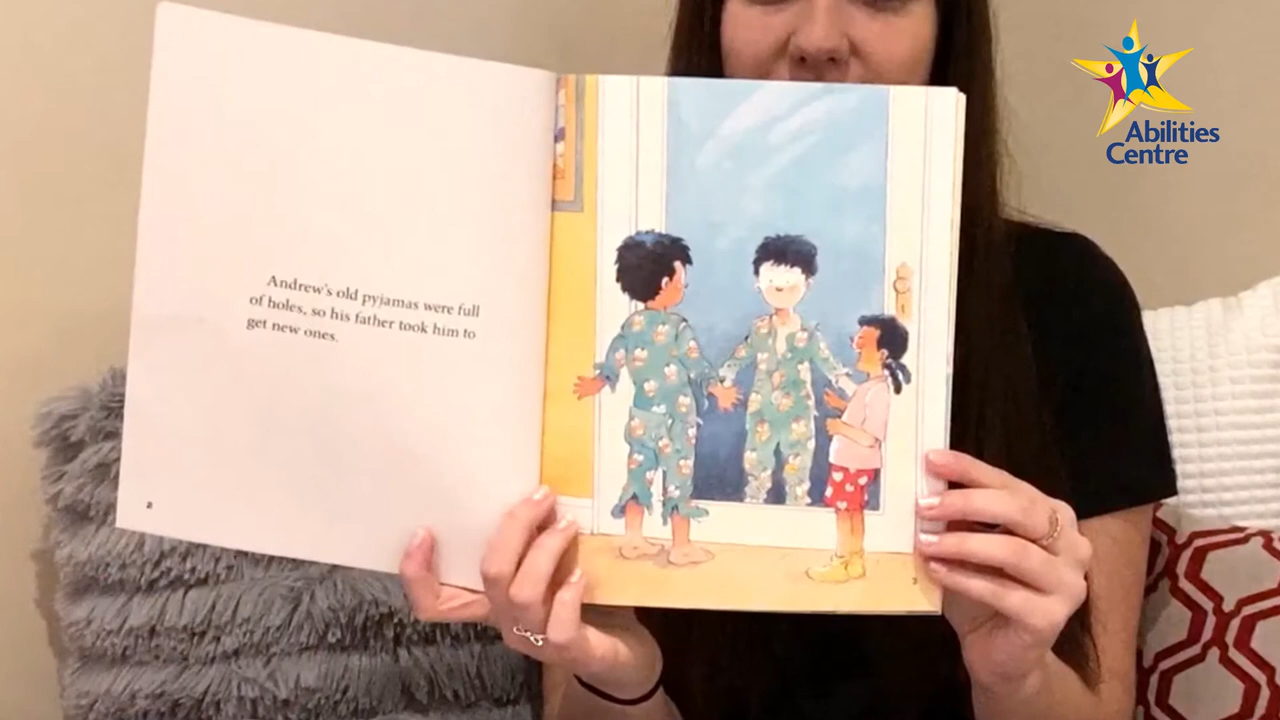 Andrew's old pyjamas were full
of holes, so his father took him to
get new ones.
2
3
Abilities
Centre